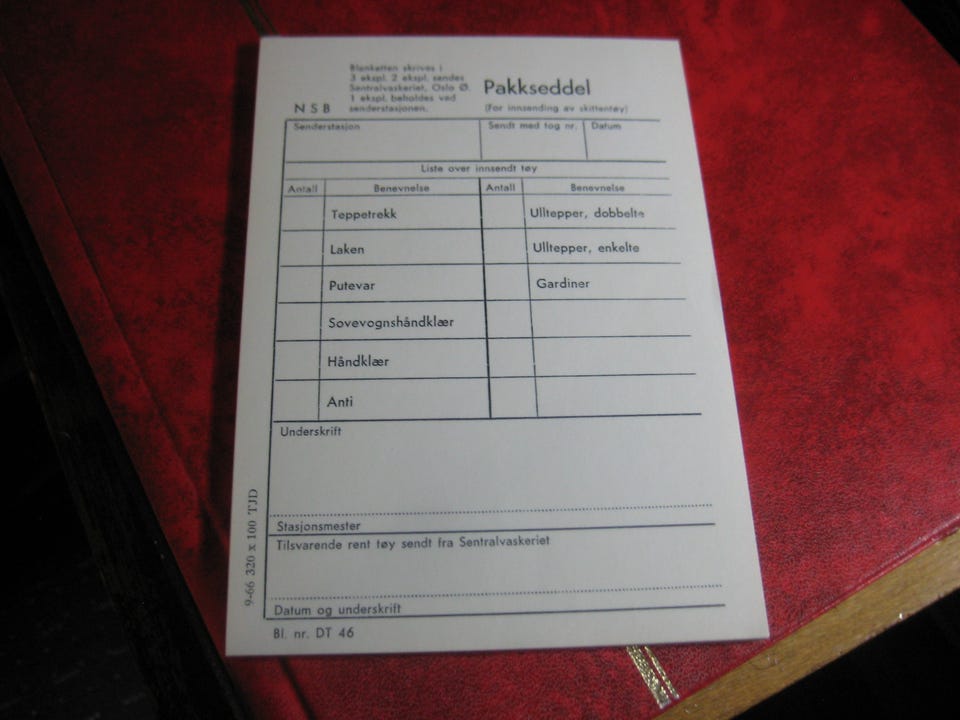 Blanketten skrives i
3 ekspl. 2 ekspl. sendes
Sentralvaskeriet, Oslo Ø.
1 ekspl. beholdes ved
senderstasjonen.
NSB
Pakkseddel
(For innsending av skittentøy)
Senderstasjon
Sendt med tog nr.
Datum
Liste over innsendt tøy
Antall Benevnelse Antall Benevnelse
Teppetrekk Ulltepper, dobbelte
Laken Ulltepper, enkelte
Putevar Gardiner
Sovevognshåndklær
Håndklær
Anti
Underskrift
Stasjonsmester
Tilsvarende rent tøy sendt fra Sentralvaskeriet
Datum og underskrift
Bl. nr. DT 46
9-66 320 x 100 TJD